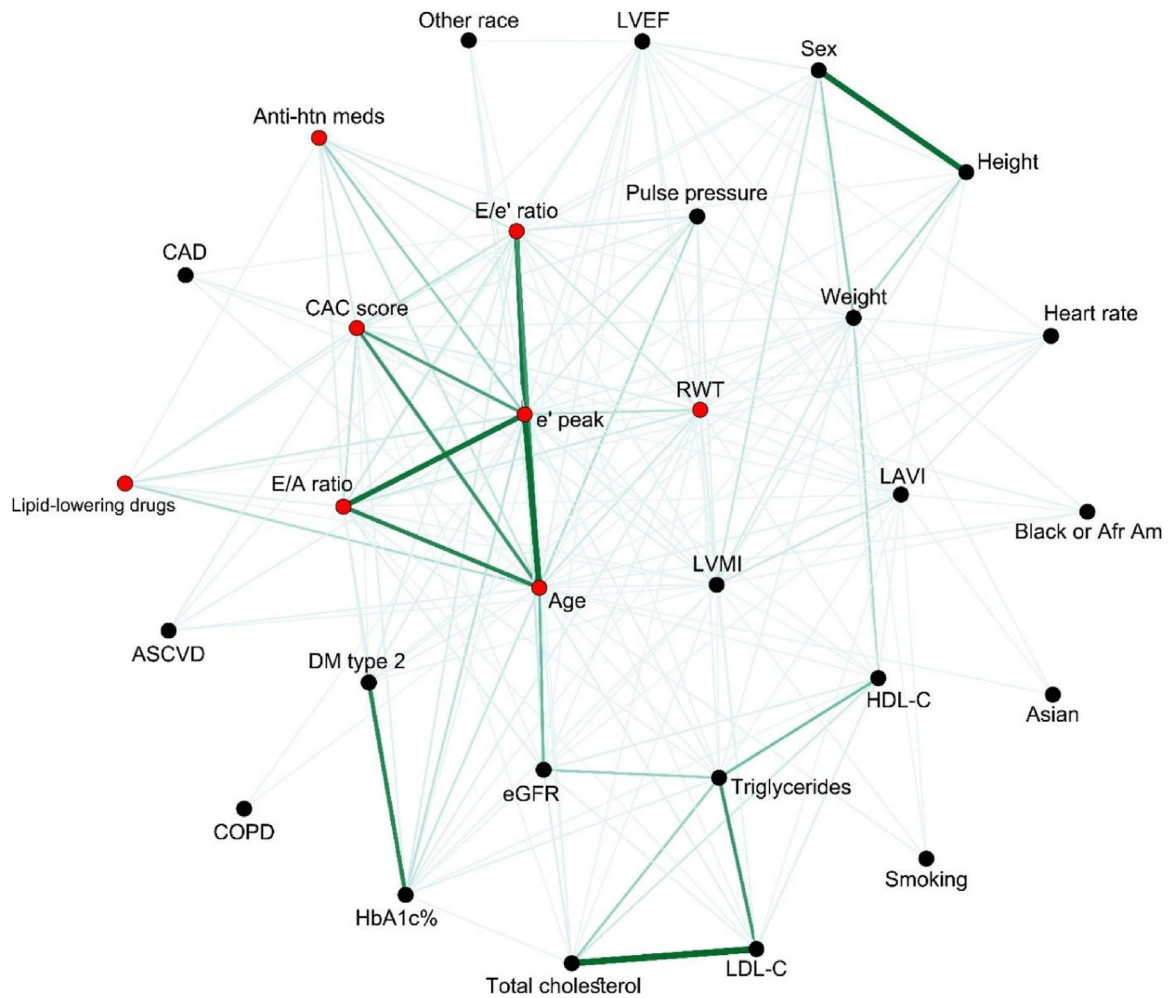 Other race
LVEF
Sex
Anti-htn meds
Height
Pulse pressure
E/e' ratio
CAD
CAC score
Weight
Heart rate
RWT
e' peak
E/A ratio
LAVI
Lipid-lowering drugs
Black or Afr Am
LVMI
Age
ASCVD
DM type 2
HDL-C
Asian
eGFR
Triglycerides
COPD
Smoking
HbA1c%
LDL-C
Total cholesterol